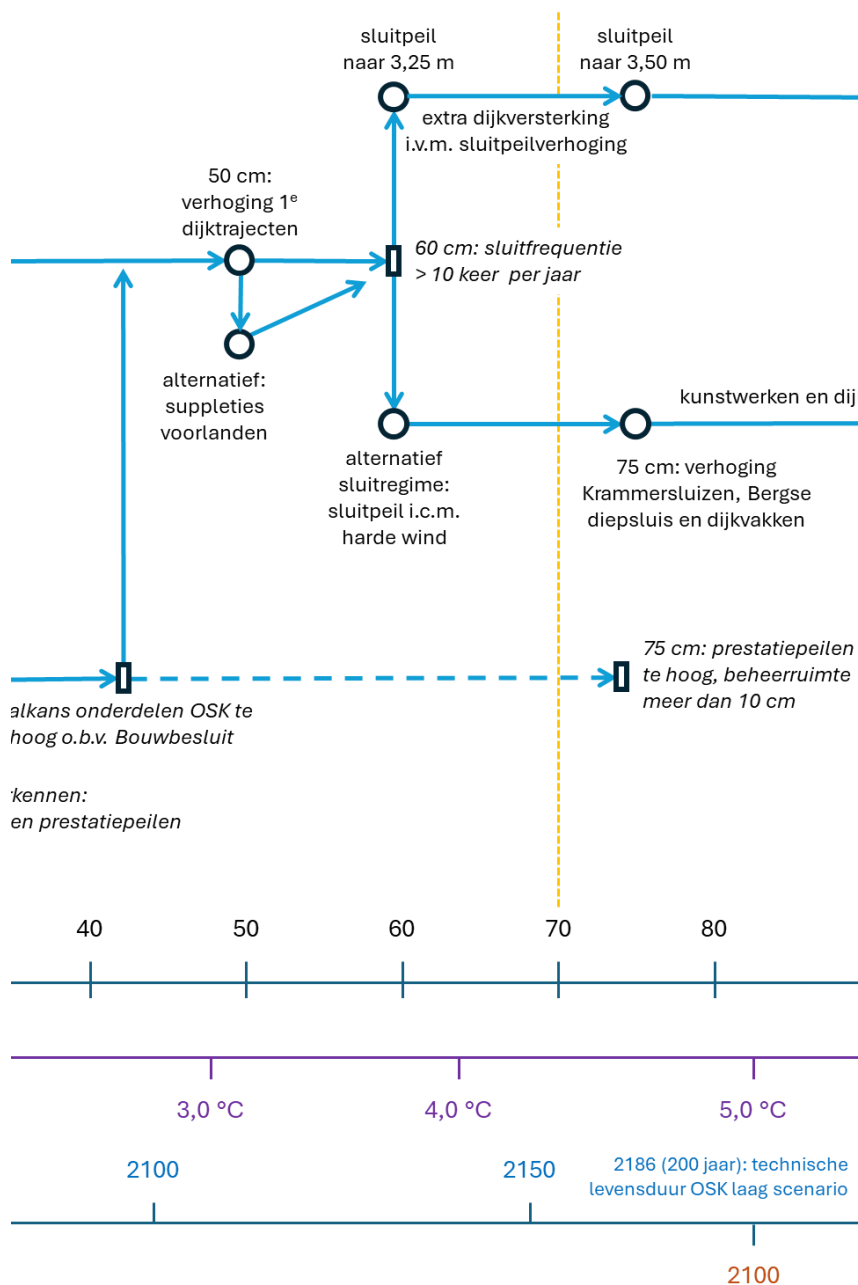 sluitpeil
naar 3,25 m
sluitpeil
naar 3,50 m
extra dijkversterking
i.v.m. sluitpeilverhoging
50 cm:
verhoging 1e
dijktrajecten
60 cm: sluitfrequentie
> 10 keer per jaar
alternatief:
suppleties
voorlanden
kunstwerken en dij
alternatief
sluitregime:
sluitpeil i.c.m.
harde wind
75 cm: verhoging
Krammersluizen, Bergse
diepsluis en dijkvakken
75 cm: prestatiepeilen
te hoog, beheerruimte
meer dan 10 cm
alkans onderdelen OSK te
hoog o.b.v. Bouwbesluit
rkennen:
en prestatiepeilen
40 50 60 70 80
3,0 °C 4,0 °C 5,0 °C
2100 2150
2186 (200 jaar): technische
levensduur OSK laag scenario
2100